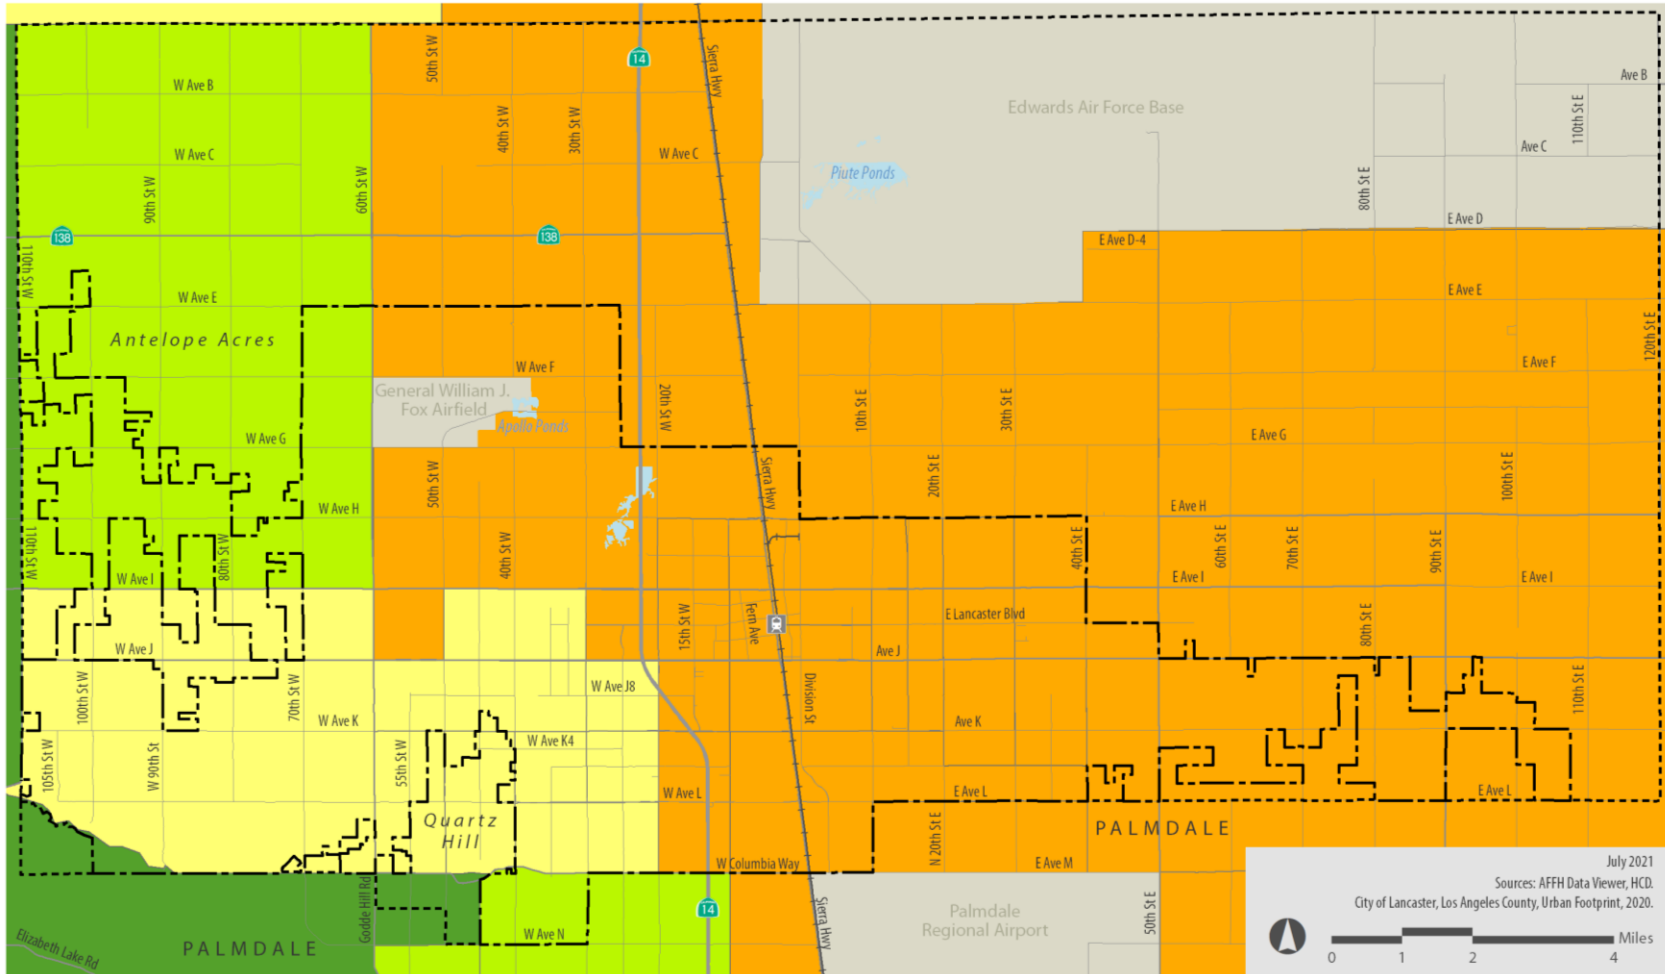 50th St W
14
Sierra Hwy
Ave B
W Ave B
Edwards Air Force Base
110th St E
40th St W
30th St W
W Ave C
W Ave C
Ave C
Piute Ponds
90th St W
60th St W
80th St E
E Ave D
138
138
E Ave D-4
110th St W
W Ave E
E Ave E
Antelope Acres
120th St E
W Ave F
E Ave F
General William J.
Fox Airfield
Apollo Ponds
20th St W
10th St E
30th St E
W Ave G
E Ave G
50th St W
Sierra Hwy
20th St E
100th St E
W Ave H
E Ave H
110th St W
80th St W
40th St W
40th St E
60th St E
70th St E
90th St E
W Ave I
E Ave I
E Ave I
15th St W
Fern Ave
E Lancaster Blvd
80th St E
W Ave J
Ave J
100th St W
70th St W
W Ave J8
Division St
110th St E
W Ave K
Ave K
W Ave K4
105th St W
W 90th St
55th St W
W Ave L
E Ave L
E Ave L
Quartz
Hill
N 20th St E
PALMDALE
W Columbia Way
E Ave M
Godde Hill Rd
14
Sierra Hwy
Palmdale
Regional Airport
50th St E
W Ave N
Elizabeth Lake Rd
PALMDALE
July 2021
Sources: AFFH Data Viewer, HCD.
City of Lancaster, Los Angeles County, Urban Footprint, 2020.
Miles
0 1 2 4